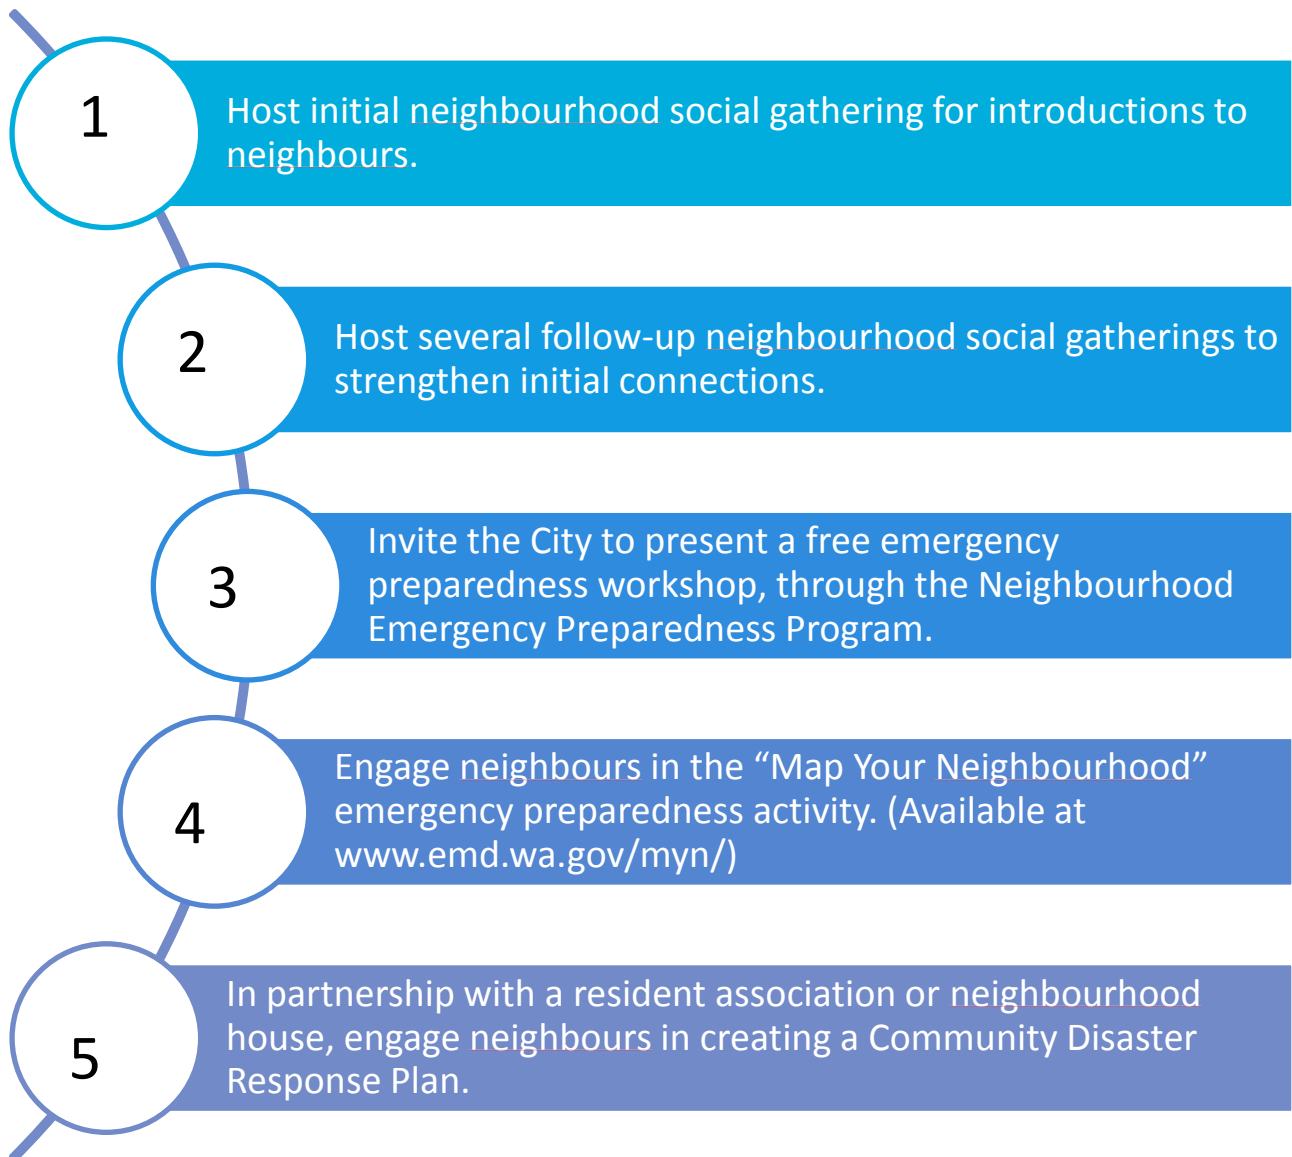 1
Host initial neighbourhood social gathering for introductions to
neighbours.
2
Host several follow-up neighbourhood social gatherings to
strengthen initial connections.
3
Invite the City to present a free emergency
preparedness workshop, through the Neighbourhood
Emergency Preparedness Program.
4
Engage neighbours in the “Map Your Neighbourhood”
emergency preparedness activity. (Available at
www.emd.wa.gov/myn/)
5
In partnership with a resident association or neighbourhood
house, engage neighbours in creating a Community Disaster
Response Plan.